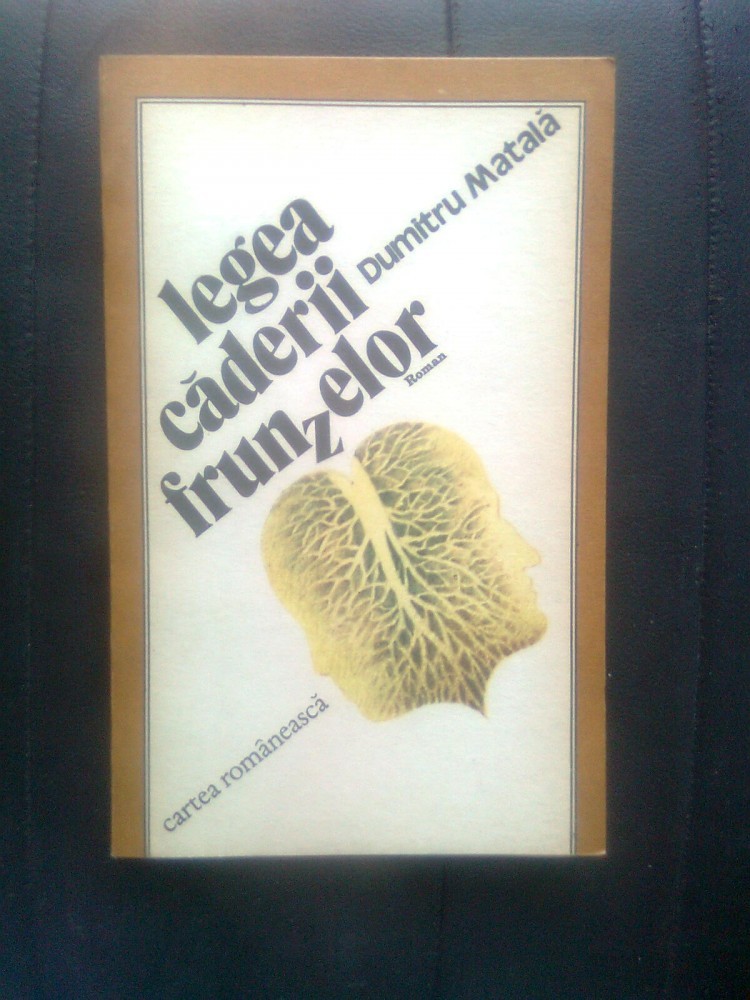 Dumitru Matală
legea
căderii
frunzelor
Roman
cartea românească